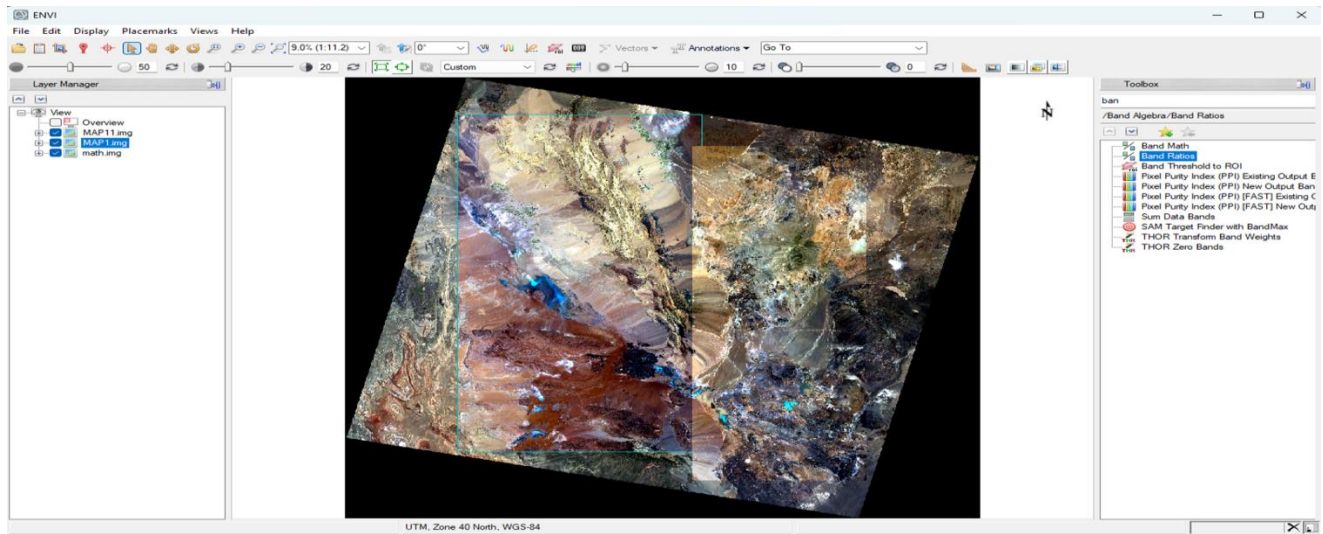 ENVI
File Edit Display Placemarks Views Help
9.0% (1:11.2) 0° Vectors Annotations Go To
50 20 Custom 10 0
Layer Manager
View
Overview
MAP11.img
MAP1.img
math.img
N
Toolbox
ban
/Band Algebra/Band Ratios
Band Math
Band Ratios
Band Threshold to ROI
Pixel Purity Index (PPI) Existing Output E
Pixel Purity Index (PPI) New Output Ban
Pixel Purity Index (PPI) [FAST] Existing C
Pixel Purity Index (PPI) [FAST] New Outp
Sum Data Bands
SAM Target Finder with BandMax
THOR Transform Band Weights
THOR Zero Bands
UTM, Zone 40 North, WGS-84